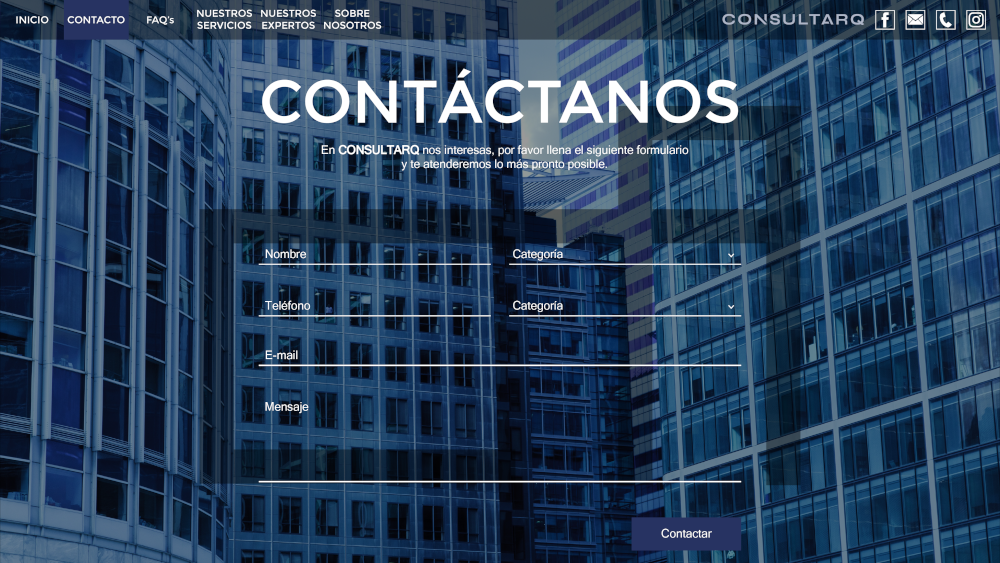 INICIO
CONTACTO
FAQ's
NUESTROS
SERVICIOS
NUESTROS
EXPERTOS
SOBRE
NOSOTROS
CONSULTARQ
CONTÁCTANOS
En CONSULTARQ nos interesas, por favor llena el siguiente formulario
y te atenderemos lo más pronto posible.
Nombre
Categoría
Teléfono
Categoría
E-mail
Mensaje
Contactar